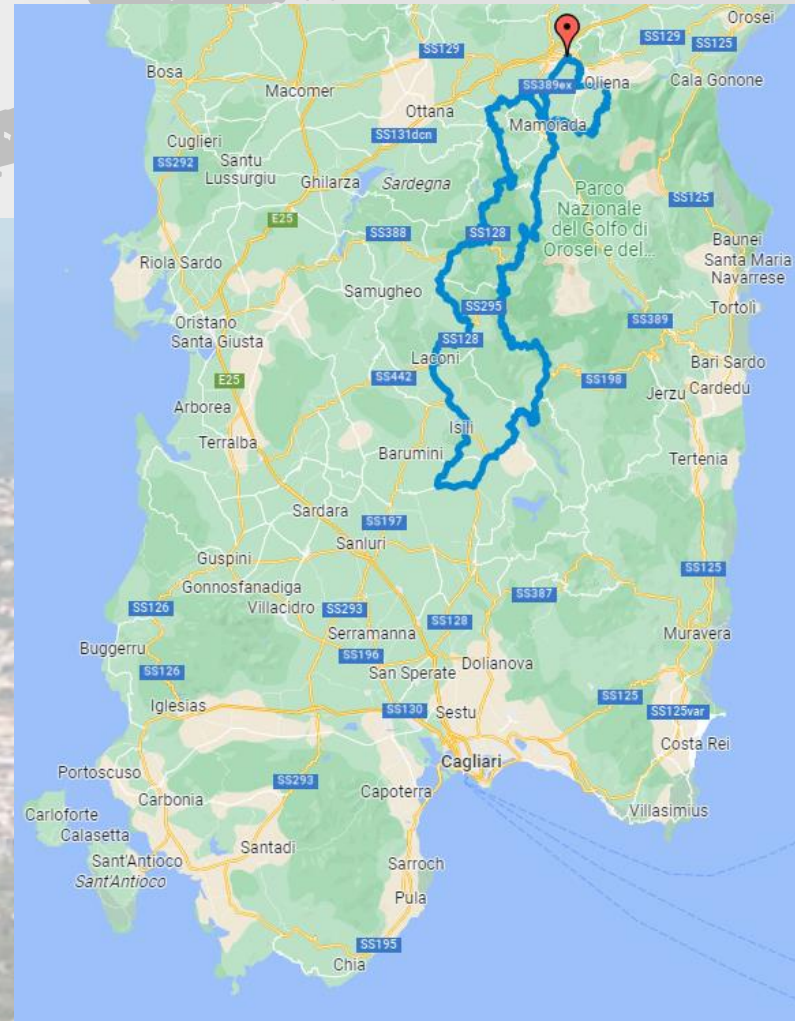 Orosei
SS129
SS129
SS125
Bosa
SS389ex
Oliena
Cala Gonone
Macomer
Ottana
Mamoiada
SS131dcn
Cuglieri
SS292
Santu
Lussurgiu
Ghilarza
Sardegna
Parco
Nazionale
del Golfo di
Orosei e del...
SS125
E25
SS388
SS128
Baunei
Santa Maria
Navarrese
Riola Sardo
Samugheo
SS295
Tortolì
Oristano
Santa Giusta
SS128
SS389
Laconi
Bari Sardo
E25
SS442
SS198
Jerzu
Cardedu
Arborea
Isili
Terralba
Barumini
Tertenia
Sardara
SS197
Sanluri
Guspini
SS125
Gonnosfanadiga
SS387
SS126
Villacidro
SS293
SS128
Serramanna
Muravera
Buggerru
SS196
Dolianova
SS126
San Sperate
SS125
Iglesias
SS130
Sestu
SS125var
Costa Rei
Cagliari
Portoscuso
SS293
Capoterra
Carbonia
Villasimius
Carloforte
Calasetta
Santadi
Sant'Antioco
Sant'Antioco
Sarroch
Pula
SS195
Chia